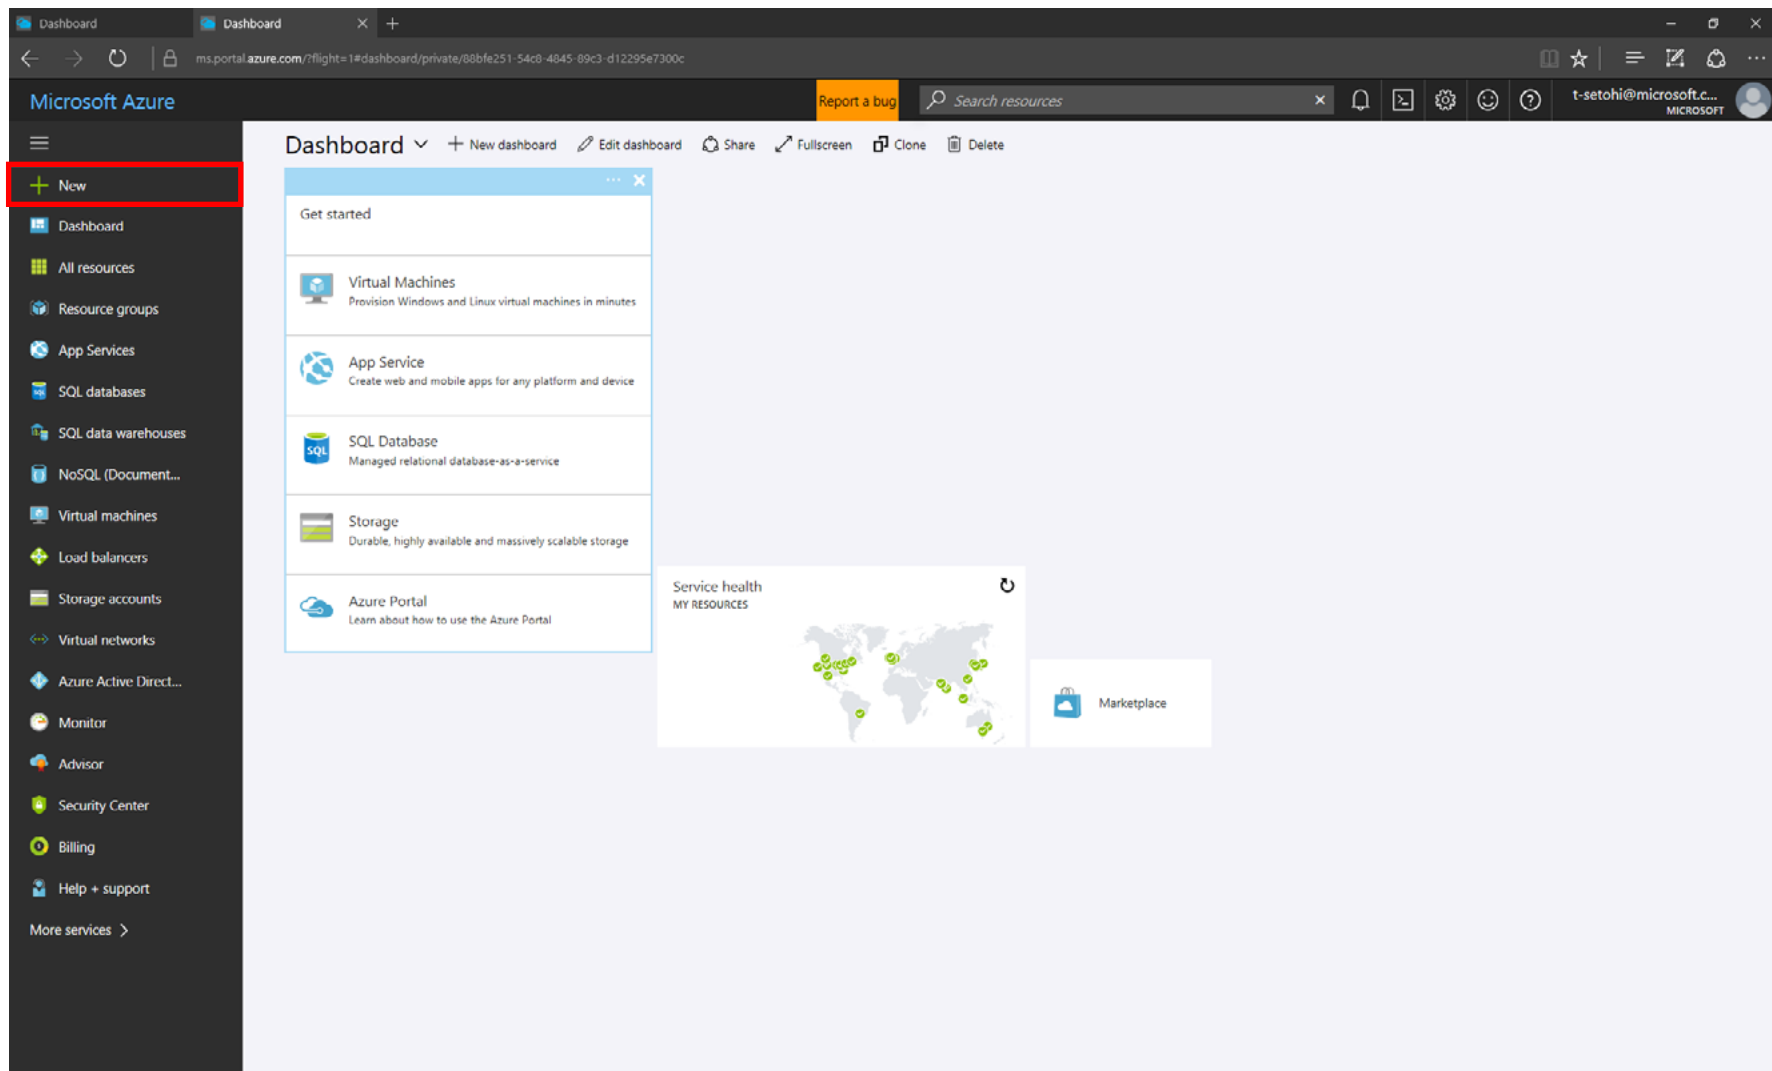 Dashboard
Dashboard
ms.portal.azure.com/?flight=1#dashboard/private/88bfe251-54c8-4845-89c3-d12295e7300c
Microsoft Azure
Report a bug
Search resources
t-setohi@microsoft.c...
MICROSOFT
Dashboard
New dashboard
Edit dashboard
Share
Fullscreen
Clone
Delete
New
Dashboard
All resources
Resource groups
App Services
SQL databases
SQL data warehouses
NoSQL (Document...
Virtual machines
Load balancers
Storage accounts
Virtual networks
Azure Active Direct...
Monitor
Advisor
Security Center
Billing
Help + support
More services
Get started
Virtual Machines
Provision Windows and Linux virtual machines in minutes
App Service
Create web and mobile apps for any platform and device
SQL
SQL Database
Managed relational database-as-a-service
Storage
Durable, highly available and massively scalable storage
Azure Portal
Learn about how to use the Azure Portal
Service health
MY RESOURCES
Marketplace